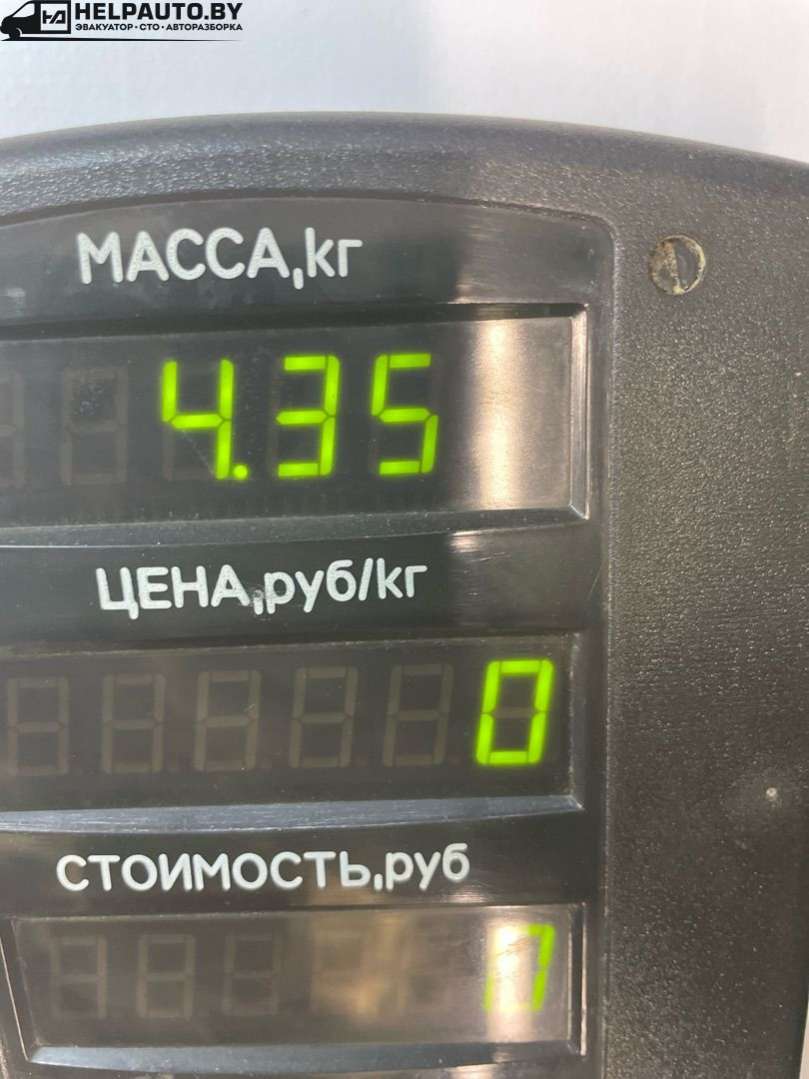 HELPAUTO.BY
ЭВАКУАТОР • СТО • АВТОРАЗБОРКА
МАССА,кг
4.35
ЦЕНА,руб/кг
0
СТОИМОСТЬ,руб